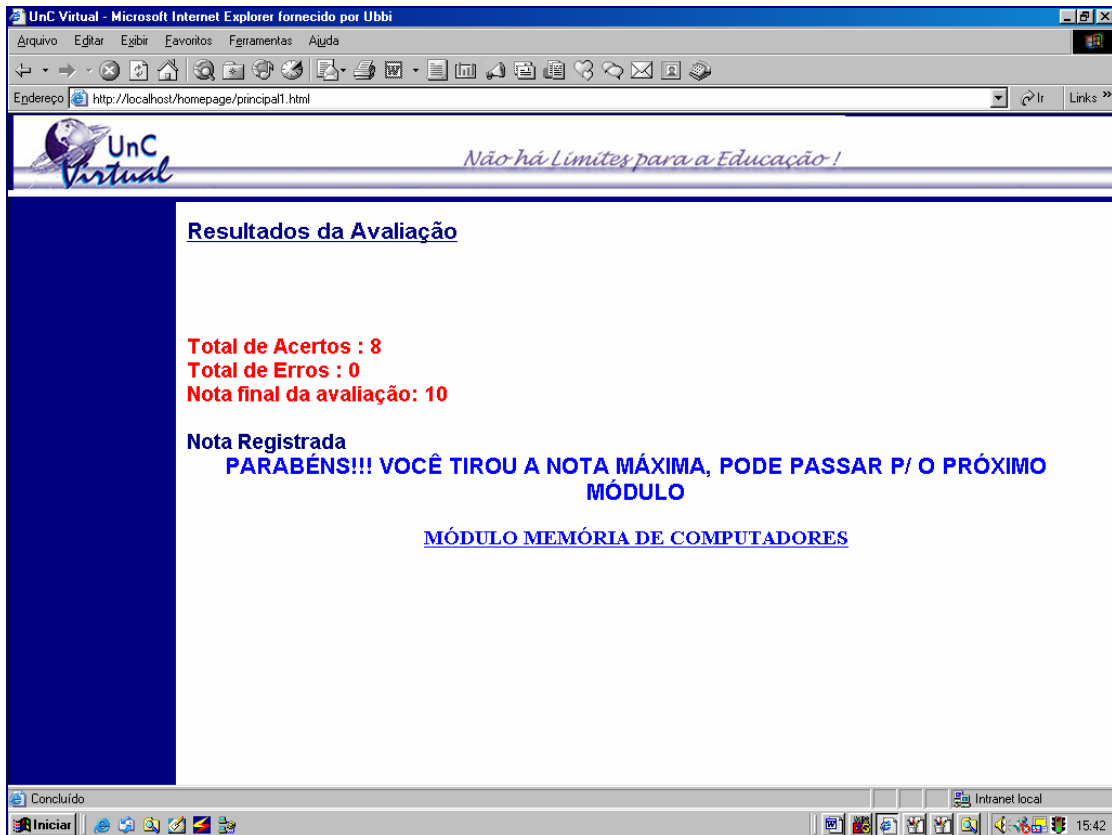 UnC Virtual - Microsoft Internet Explorer fornecido por Ubbi
Arquivo Editar Exibir Favoritos Ferramentas Ajuda
Endereço http://localhost/homepage/principal1.html Ir Links »
UnC
Virtual
Não há Limites para a Educação !
Resultados da Avaliação
Total de Acertos : 8
Total de Erros : 0
Nota final da avaliação: 10
Nota Registrada
PARABÉNS!!! VOCÊ TIROU A NOTA MÁXIMA, PODE PASSAR P/ O PRÓXIMO
MÓDULO
MÓDULO MEMÓRIA DE COMPUTADORES
Concluído Intranet local
Iniciar 15:42